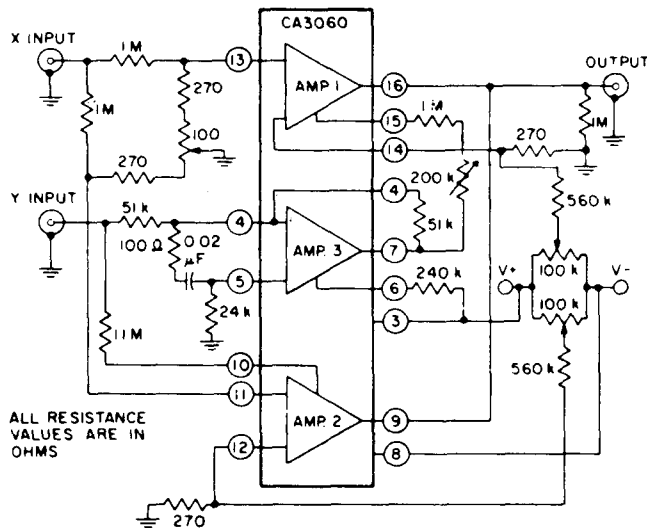 CA3060
X INPUT
1M
13
AMP. 1
16
OUTPUT
270
1M
15
1M
1M
100
14
270
270
200 k
Y INPUT
51 k
4
4
560 k
100 Ω
0.02
μF
51 k
AMP. 3
7
V+
100 k
V-
5
6
240 k
100 k
24 k
3
11M
10
560 k
11
ALL RESISTANCE
VALUES ARE IN
OHMS
AMP. 2
9
12
8
270